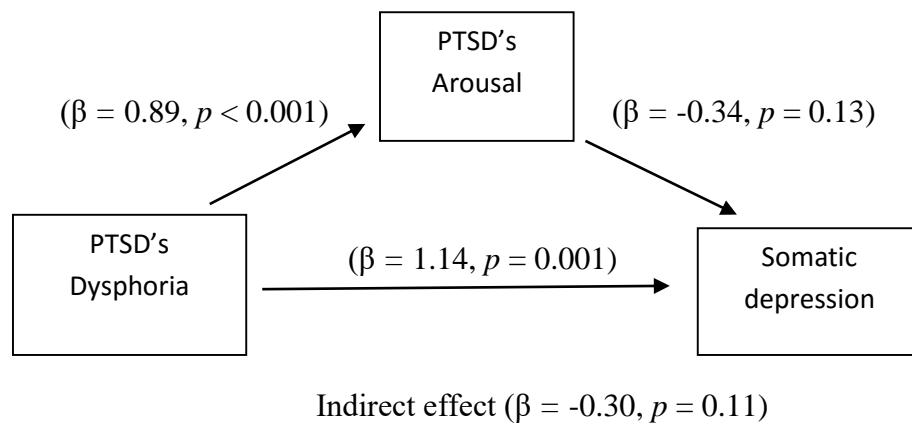 PTSD’s
Arousal
(β = 0.89, p < 0.001)
(β = -0.34, p = 0.13)
PTSD’s
Dysphoria
(β = 1.14, p = 0.001)
Somatic
depression
Indirect effect (β = -0.30, p = 0.11)